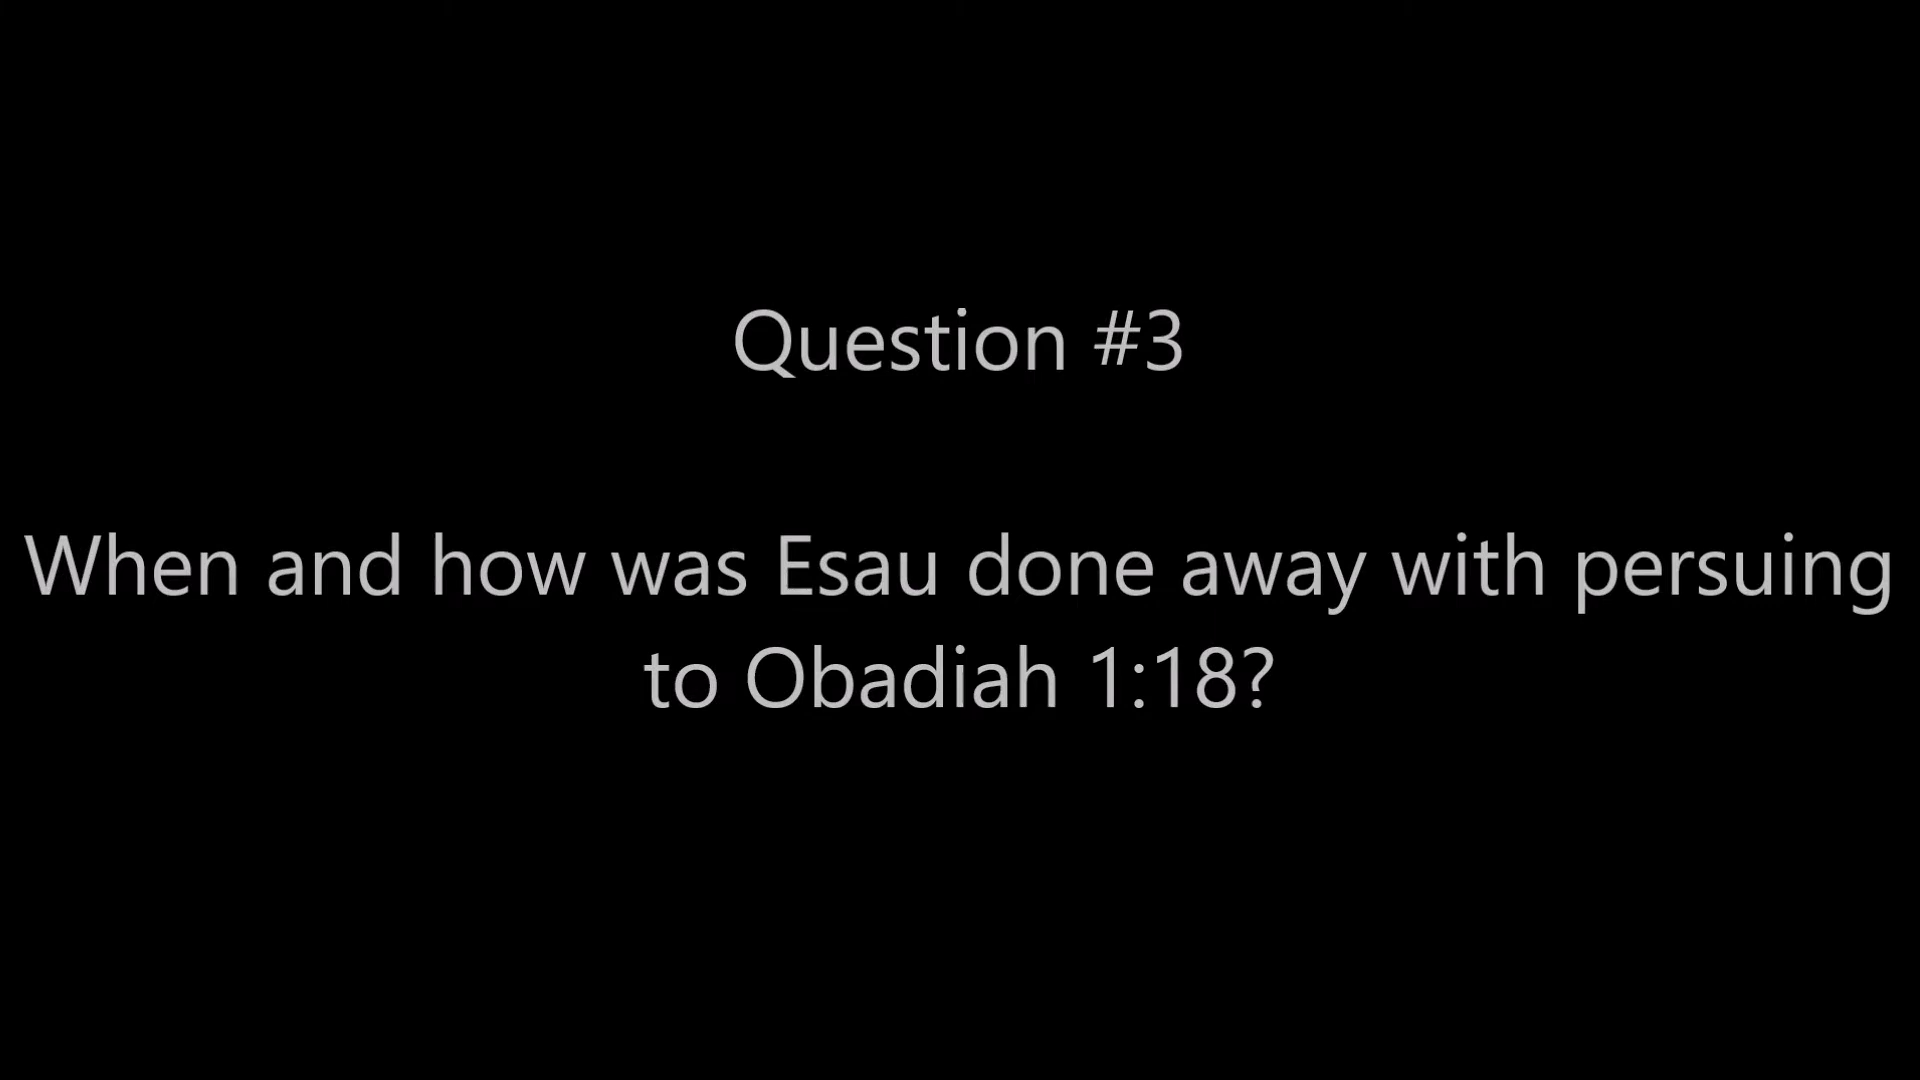 Question #3
When and how was Esau done away with persuing
to Obadiah 1:18?